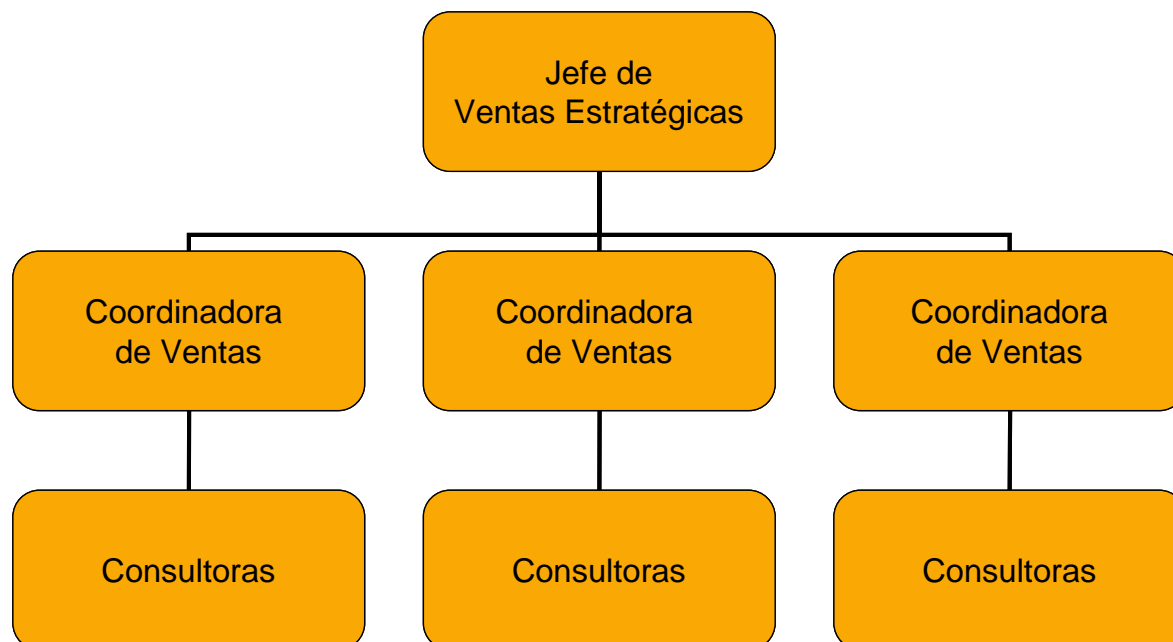 Jefe de
Ventas Estratégicas
Coordinadora
de Ventas
Coordinadora
de Ventas
Coordinadora
de Ventas
Consultoras
Consultoras
Consultoras